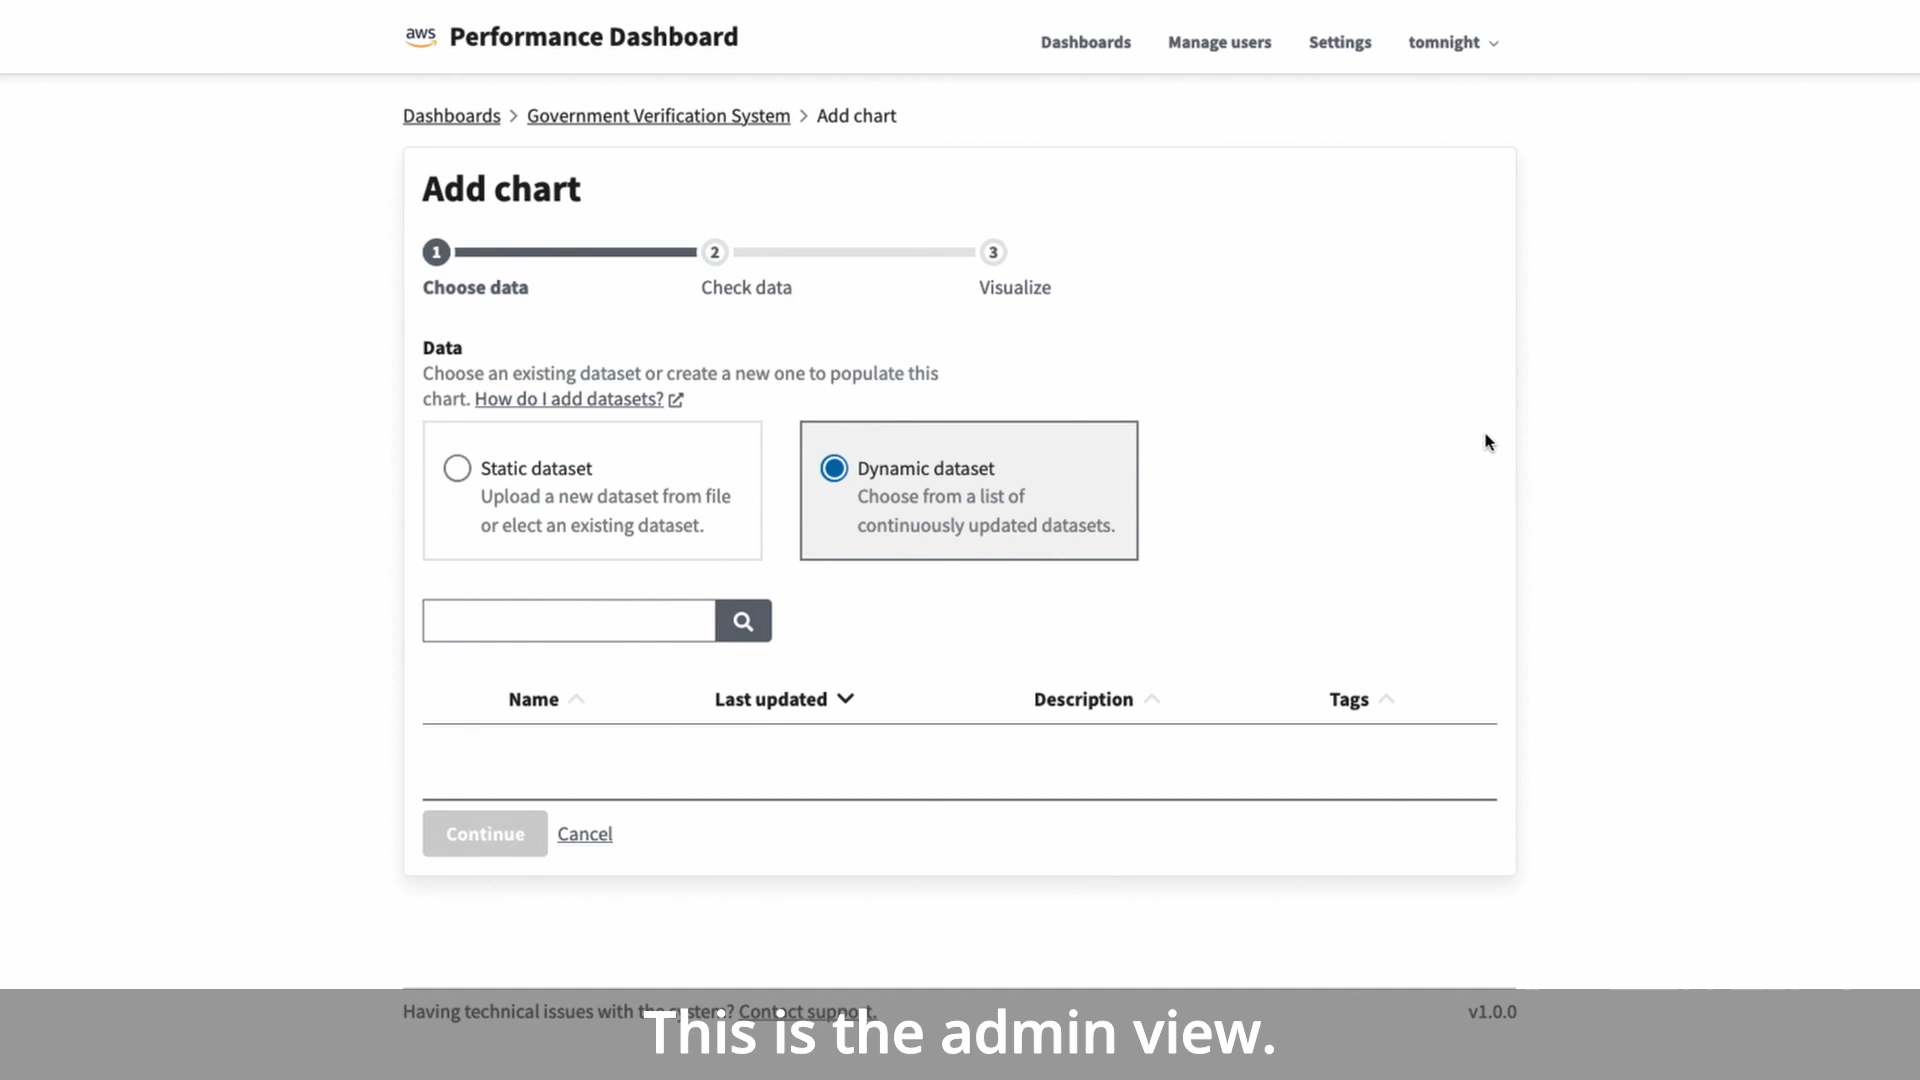 aws Performance Dashboard
Dashboards Manage users Settings tomnight
Dashboards > Government Verification System > Add chart
Add chart
1 2 3
Choose data Check data Visualize
Data
Choose an existing dataset or create a new one to populate this
chart. How do I add datasets?
Static dataset
Upload a new dataset from file
or elect an existing dataset.
Dynamic dataset
Choose from a list of
continuously updated datasets.
Name Last updated Description Tags
Continue Cancel
Having technical issues with the system? Contact support. v1.0.0
This is the admin view.